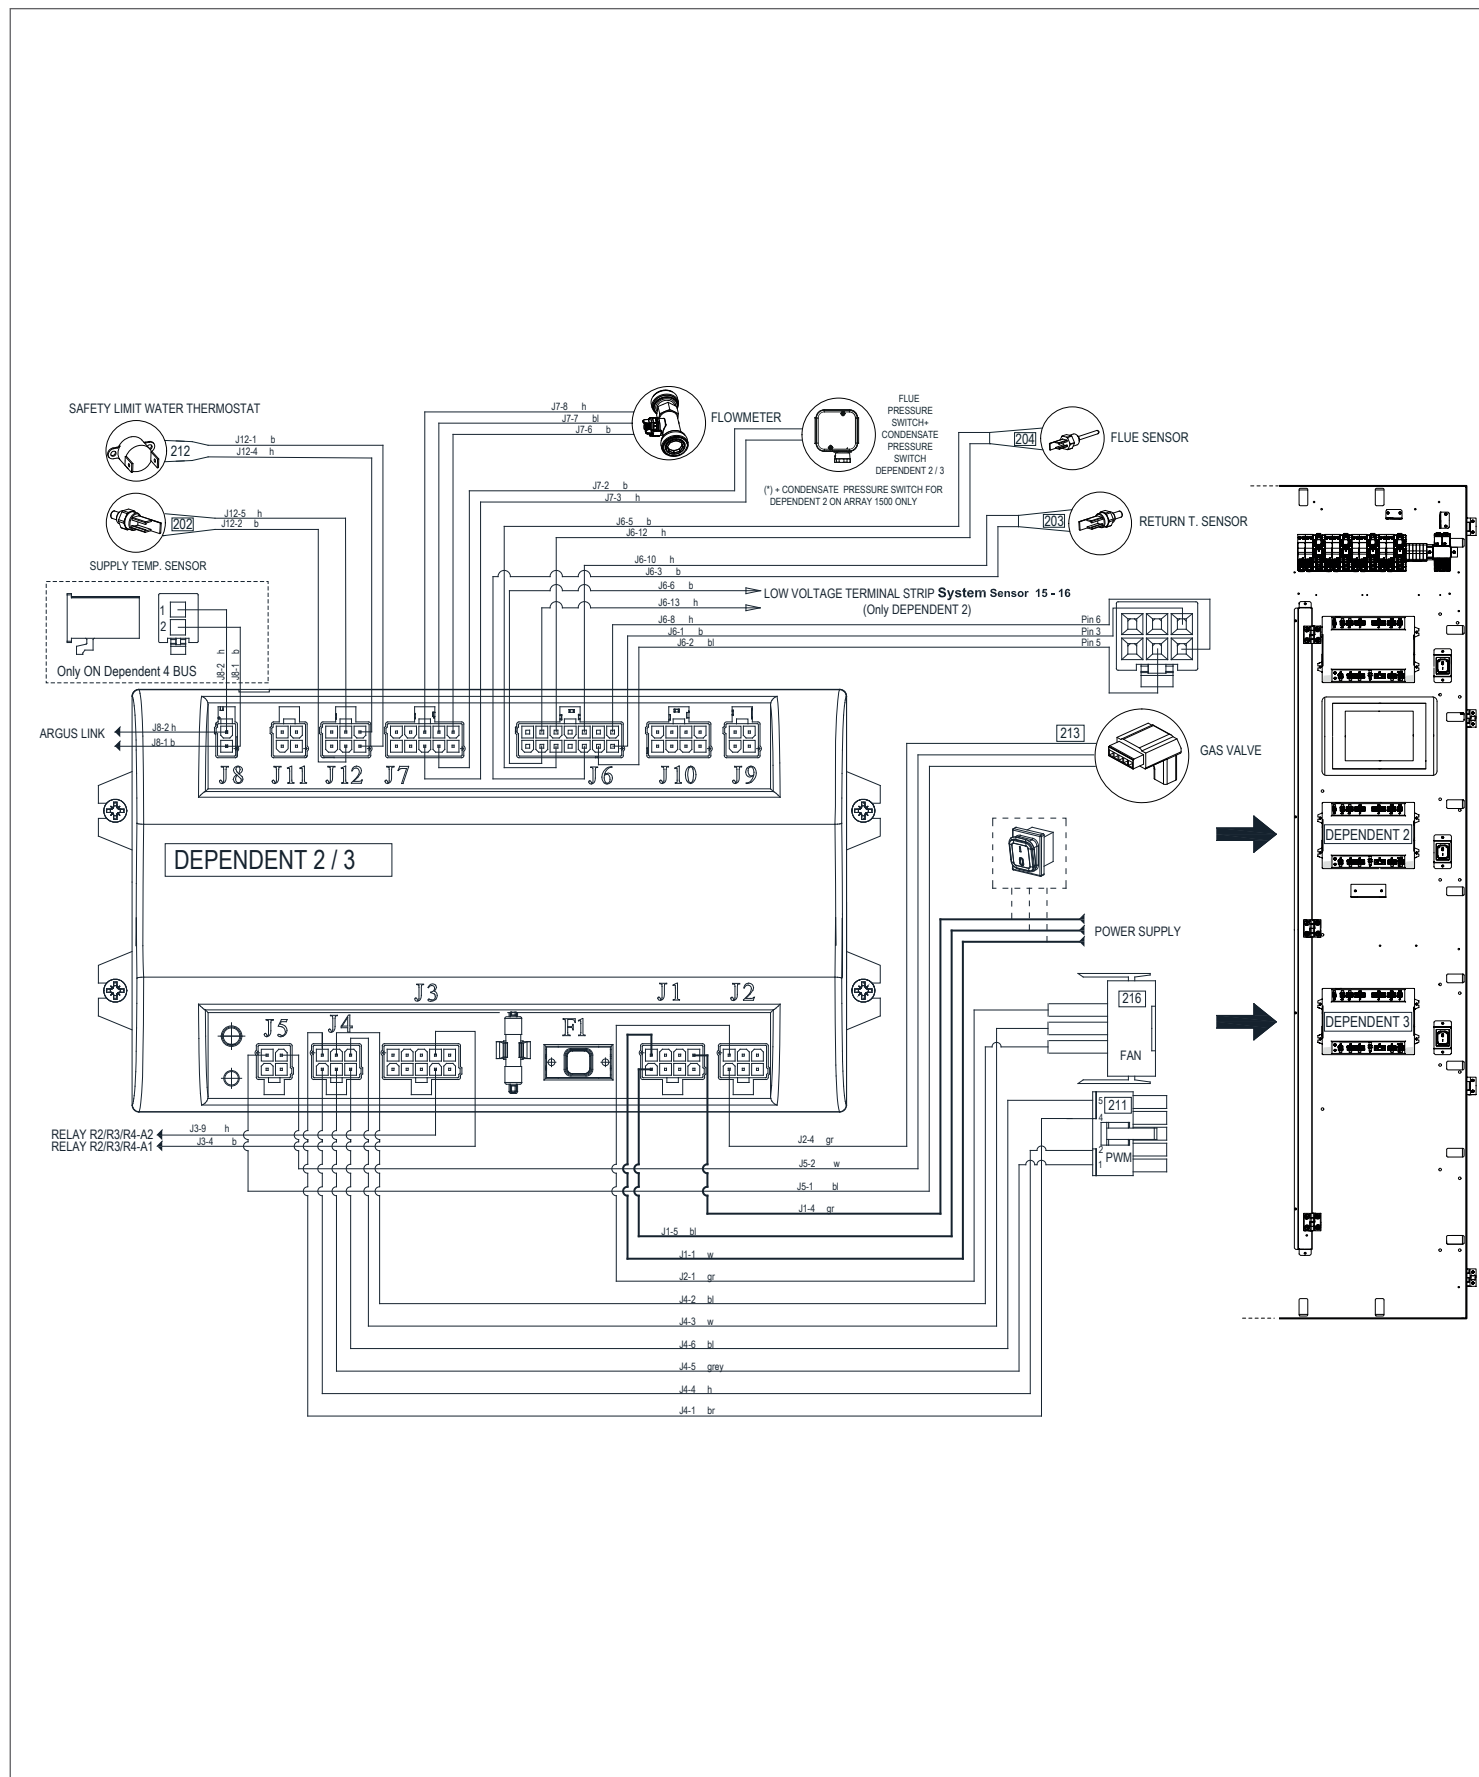 SAFETY LIMIT WATER THERMOSTAT
212
J12-1 b
J12-4 h
202
J12-5 h
J12-2 b
SUPPLY TEMP. SENSOR
1
2
J8-2 h
J8-1 b
Only ON Dependent 4 BUS
ARGUS LINK
J8-2 h
J8-1 b
J7-8 h
J7-7 bl
J7-6 b
FLOWMETER
FLUE
PRESSURE
SWITCH+
CONDENSATE
PRESSURE
SWITCH
DEPENDENT 2 / 3
(*) + CONDENSATE PRESSURE SWITCH FOR
DEPENDENT 2 ON ARRAY 1500 ONLY
J7-2 b
J7-3 h
204
FLUE SENSOR
J6-5 b
J6-12 h
203
RETURN T. SENSOR
J6-10 h
J6-3 b
J6-6 b
LOW VOLTAGE TERMINAL STRIP System Sensor 15 - 16
J6-13 h
(Only DEPENDENT 2)
J6-8 h
Pin 6
J6-1 b
Pin 3
J6-2 bl
Pin 5
J8
J11
J12
J7
J6
J10
J9
213
GAS VALVE
DEPENDENT 2 / 3
POWER SUPPLY
DEPENDENT 2
DEPENDENT 3
J5
J4
J3
F1
J1
J2
216
FAN
211
5
4
2
1
PWM
RELAY R2/R3/R4-A2
J3-9 h
RELAY R2/R3/R4-A1
J3-4 b
J2-4 gr
J5-2 w
J5-1 bl
J1-4 gr
J1-5 bl
J1-1 w
J2-1 gr
J4-2 bl
J4-3 w
J4-6 bl
J4-5 grey
J4-4 h
J4-1 br